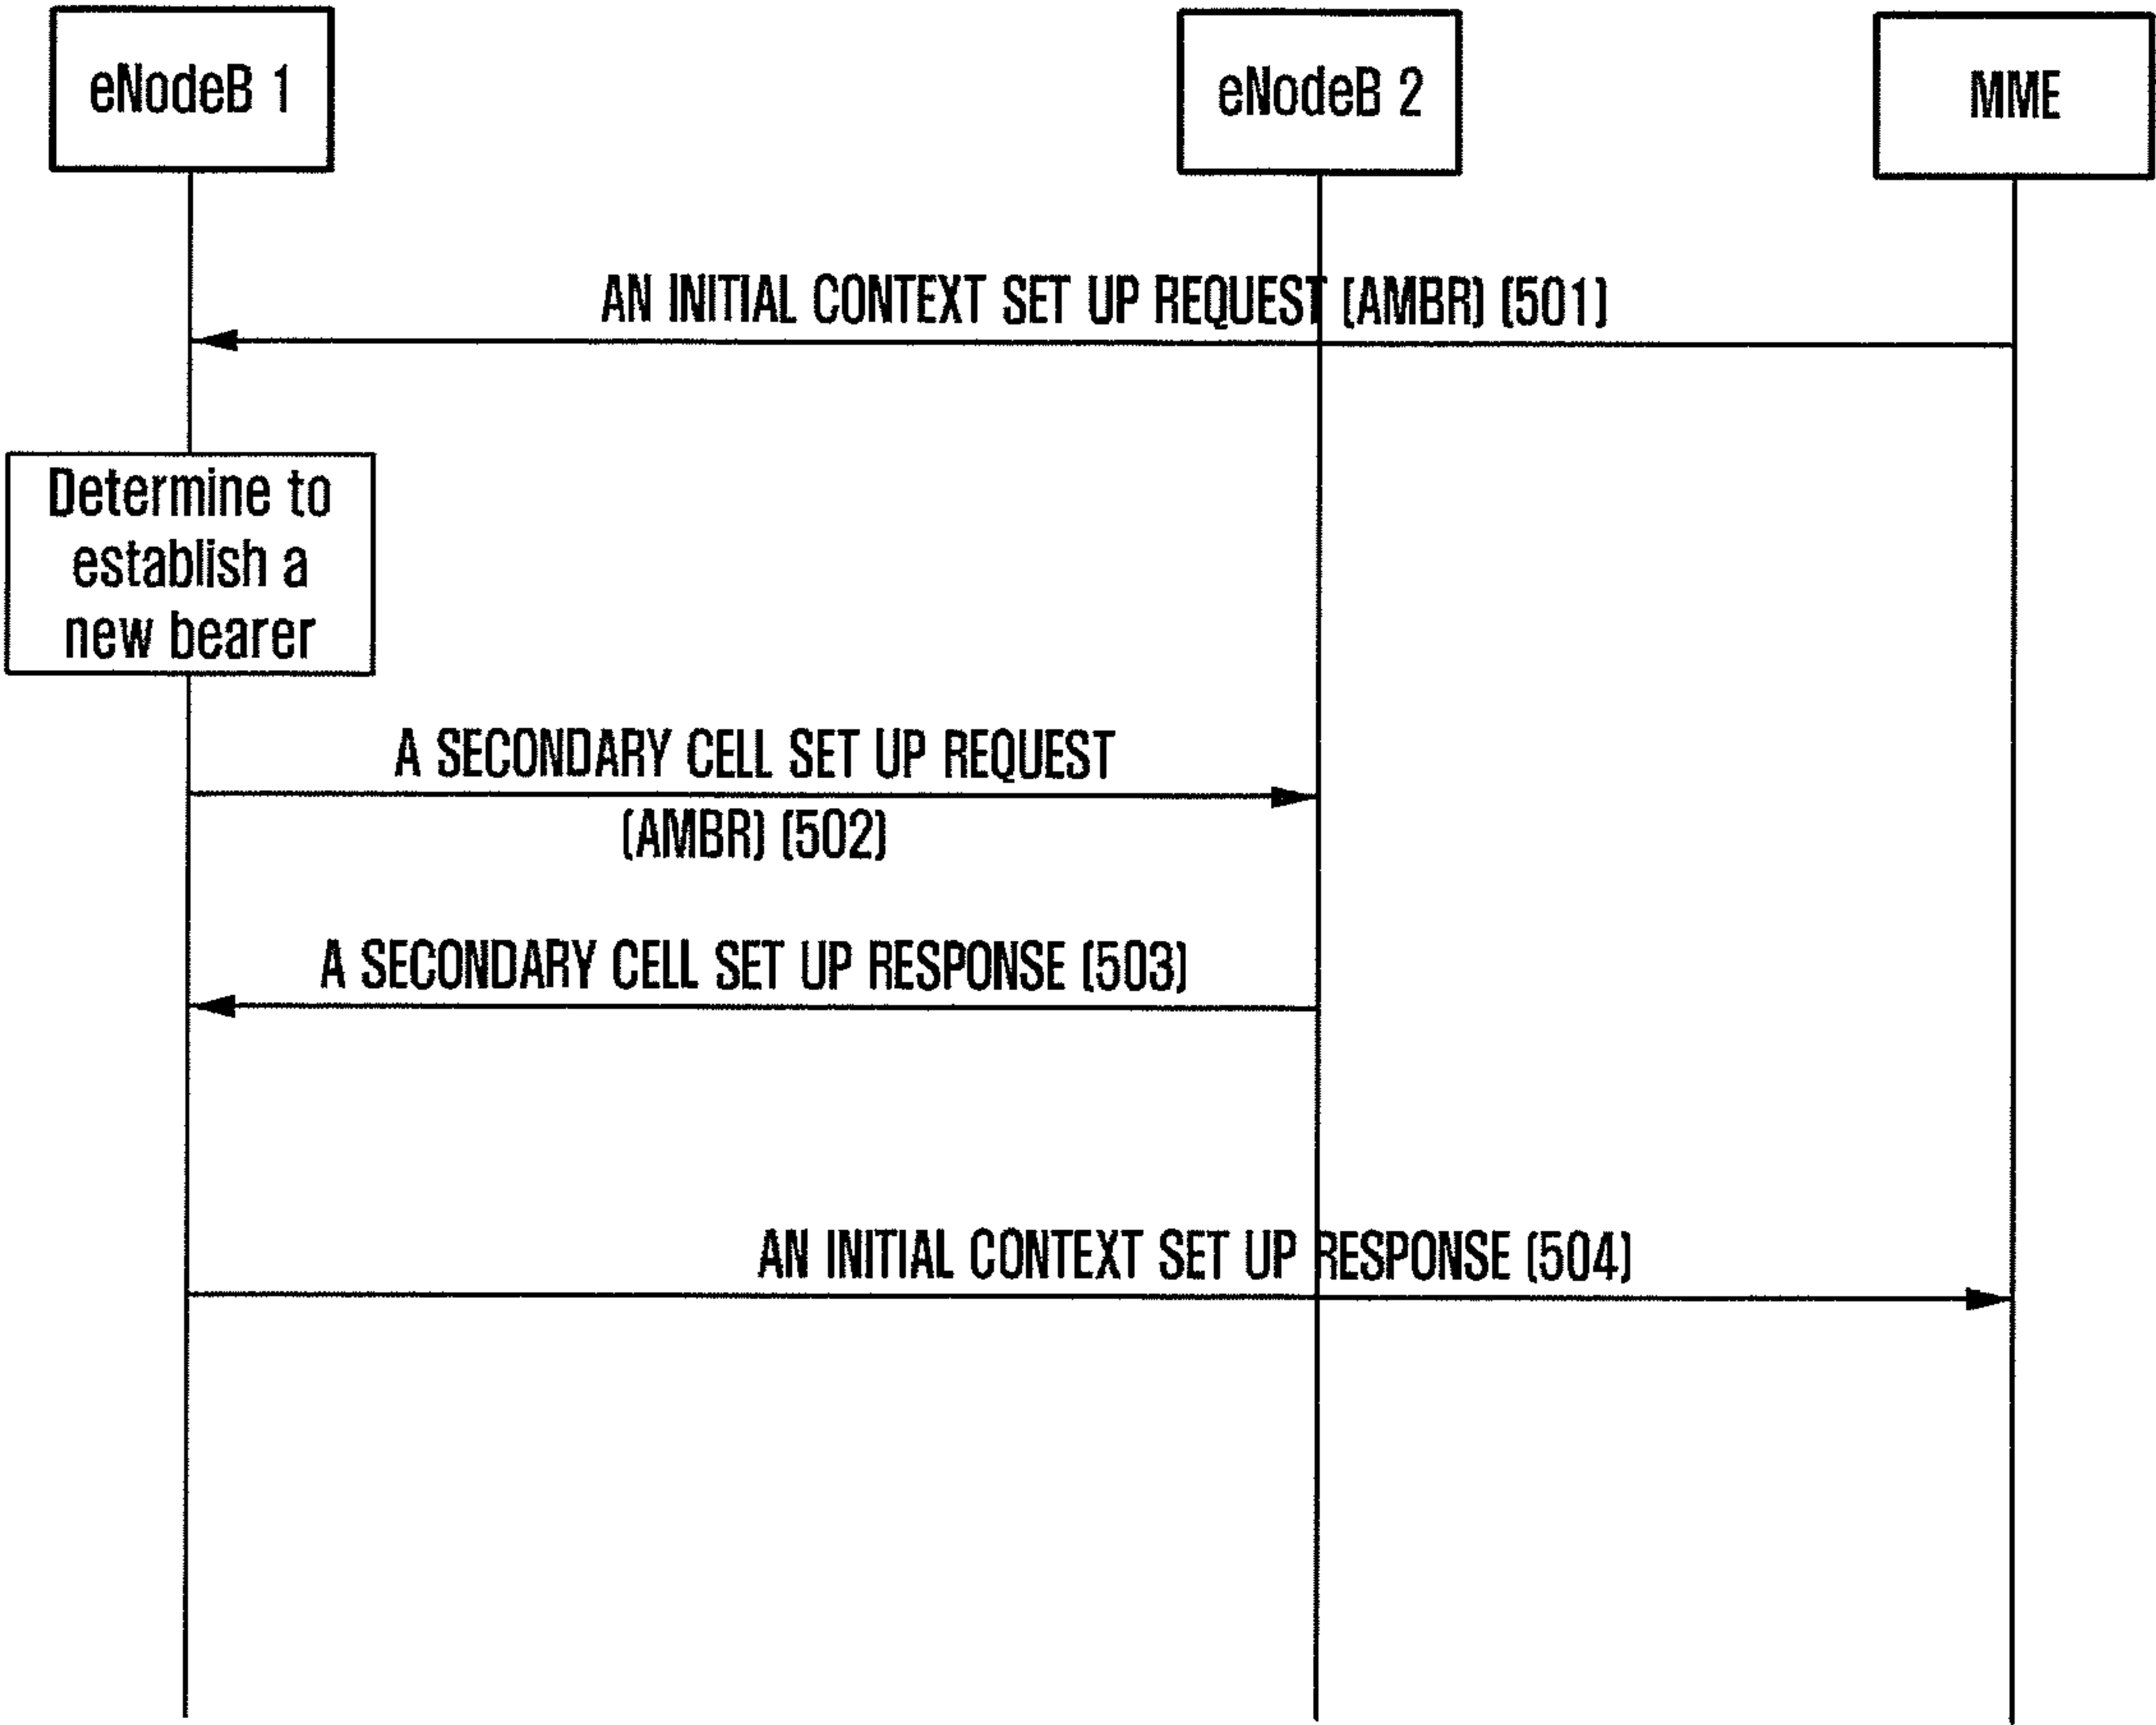 eNodeB 1
eNodeB 2
MME
AN INITIAL CONTEXT SET UP REQUEST (AMBR) (501)
Determine to
establish a
new bearer
A SECONDARY CELL SET UP REQUEST
(AMBR) (502)
A SECONDARY CELL SET UP RESPONSE (503)
AN INITIAL CONTEXT SET UP RESPONSE (504)